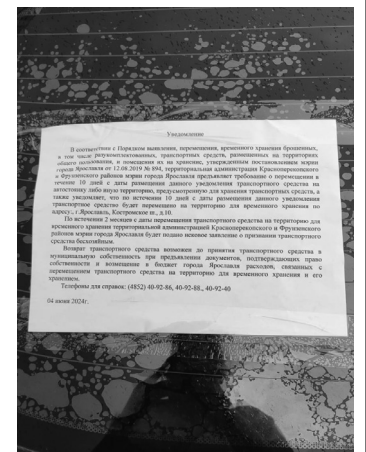 Уведомление
В соответствии с Порядком выявления, перемещения, временного хранения брошенных,
в том числе разукомплектованных, транспортных средств, размещенных на территориях
общего пользования, и помещения их на хранение, утвержденным постановлением мэрии
города Ярославля от 12.08.2019 № 894, территориальная администрация Красноперекопского
и Фрунзенского районов мэрии города Ярославля предъявляет требование о перемещении в
течение 10 дней с даты размещения данного уведомления транспортного средства на
автостоянку либо иную территорию, предусмотренную для хранения транспортных средств, а
также уведомляет, что по истечении 10 дней с даты размещения данного уведомления
транспортное средство будет перемещено на территорию для временного хранения по
адресу:, г.Ярославль, Костромское ш., д.10.
По истечении 2 месяцев с даты перемещения транспортного средства на территорию для
временного хранения территориальной администрацией Красноперекопского и Фрунзенского
районов мэрии города Ярославля будет подано исковое заявление о признании транспортного
средства бесхозяйным.
Возврат транспортного средства возможен до принятия транспортного средства в
муниципальную собственность при предъявлении документов, подтверждающих право
собственности и возмещение в бюджет города Ярославля расходов, связанных с
перемещением транспортного средства на территорию для временного хранения и его
хранением.
Телефоны для справок: (4852) 40-92-86, 40-92-88,, 40-92-40
04 июня 2024г.